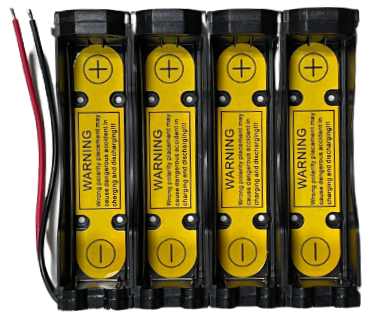 WARNING
Wrong polarity placement may
cause dangerous accident in
charging and discharging!!!
WARNING
Wrong polarity placement may
cause dangerous accident in
charging and discharging!!!
WARNING
Wrong polarity placement may
cause dangerous accident in
charging and discharging!!!
WARNING
Wrong polarity placement may
cause dangerous accident in
charging and discharging!!!